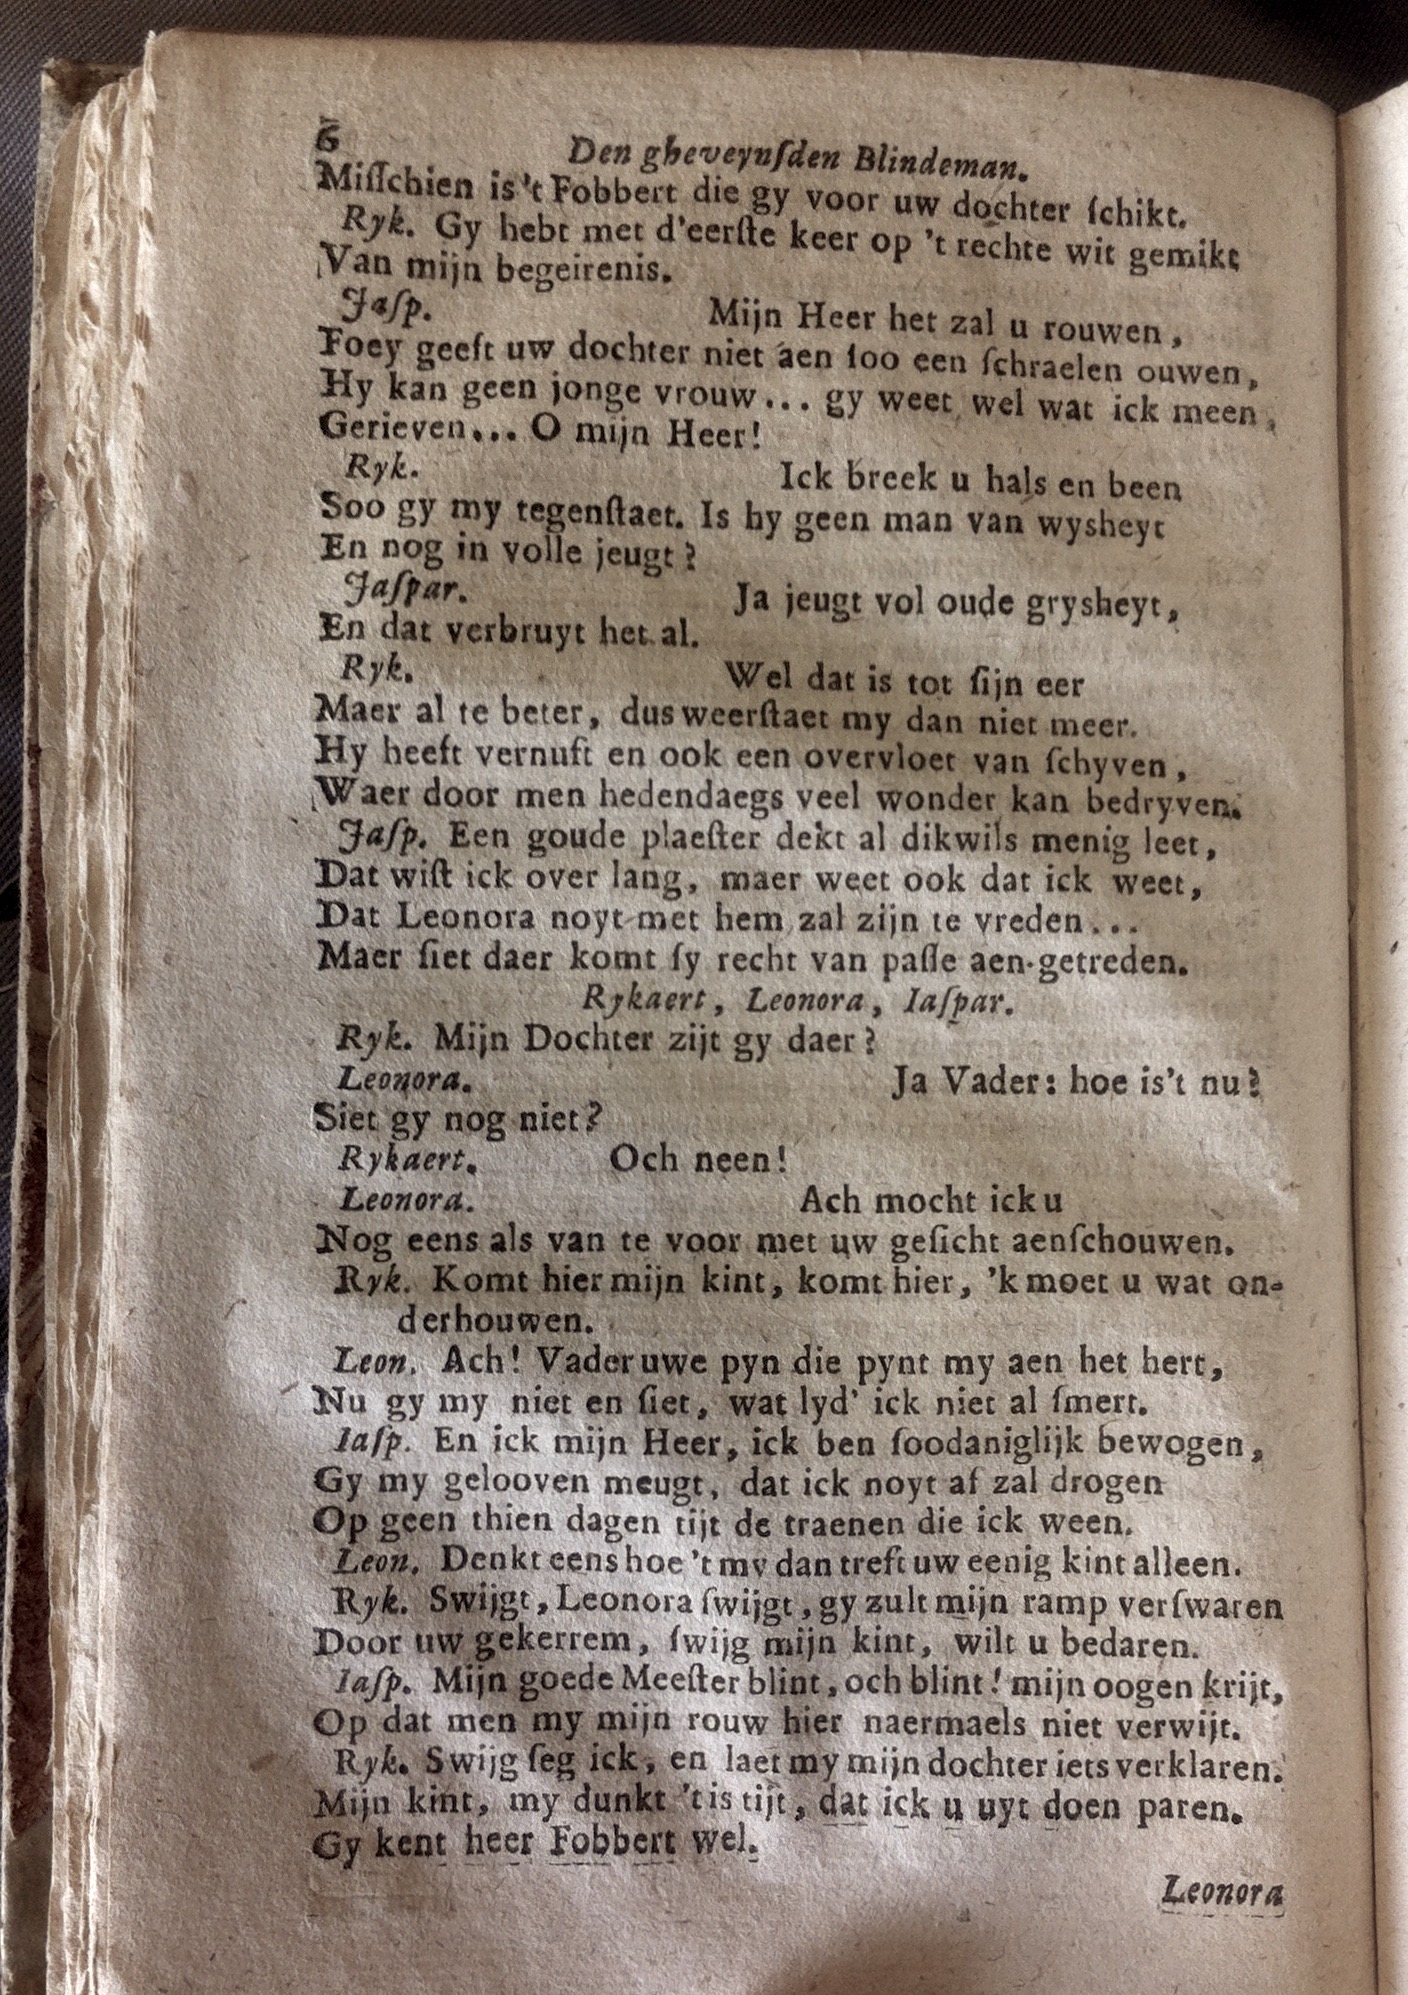 6
Den gheveynſden Blindeman.
Miſſchien is 't Fobbert die gy voor uw dochter ſchikt.
Ryk. Gy hebt met d'eerſte keer op 't rechte wit gemikt
Van mijn begeirenis.
Jaſp. Mijn Heer het zal u rouwen,
Foey geeft uw dochter niet aen ſoo een ſchraelen ouwen,
Hy kan geen jonge vrouw... gy weet wel wat ick meen,
Gerieven... O mijn Heer!
Ryk. Ick breek u hals en been
Soo gy my tegenſtaet. Is hy geen man van wysheyt
En nog in volle jeugt?
Jaſpar. Ja jeugt vol oude grysheyt,
En dat verbruyt het al.
Ryk. Wel dat is tot ſijn eer
Maer al te beter, dus weerſtaet my dan niet meer.
Hy heeft vernuft en ook een overvloet van ſchyven,
Waer door men hedendaegs veel wonder kan bedryven.
Jaſp. Een goude plaeſter dekt al dikwils menig leet,
Dat wiſt ick over lang, maer weet ook dat ick weet,
Dat Leonora noyt met hem zal zijn te vreden...
Maer ſiet daer komt ſy recht van paſſe aen getreden.
Rykaert, Leonora, Iaſpar.
Ryk. Mijn Dochter zijt gy daer?
Leonora. Ja Vader: hoe is't nu?
Siet gy nog niet?
Rykaert. Och neen!
Leonora. Ach mocht ick u
Nog eens als van te voor met uw geſicht aenſchouwen.
Ryk. Komt hier mijn kint, komt hier, 'k moet u wat on-
derhouwen.
Leon. Ach! Vader uwe pyn die pynt my aen het hert,
Nu gy my niet en ſiet, wat lyd' ick niet al ſmert.
Iaſp. En ick mijn Heer, ick ben ſoodaniglijk bewogen,
Gy my gelooven meugt, dat ick noyt af zal drogen
Op geen thien dagen tijt de traenen die ick ween.
Leon. Denkt eens hoe 't my dan treft uw eenig kint alleen.
Ryk. Swijgt, Leonora ſwijgt, gy zult mijn ramp verſwaren
Door uw gekerrem, ſwijg mijn kint, wilt u bedaren.
Iaſp. Mijn goede Meeſter blint, och blint! mijn oogen krijt,
Op dat men my mijn rouw hier naermaels niet verwijt.
Ryk. Swijg ſeg ick, en laet my mijn dochter iets verklaren.
Mijn kint, my dunkt 't is tijt, dat ick u uyt doen paren.
Gy kent heer Fobbert wel.
Leonora